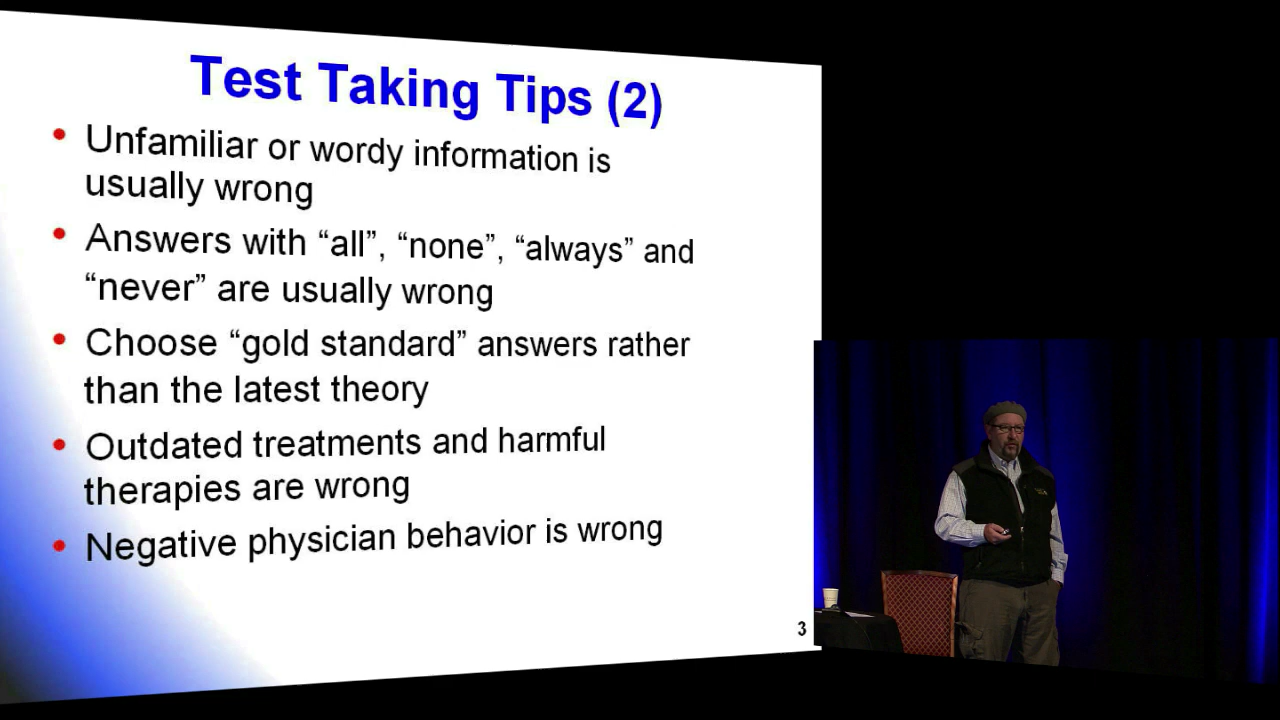 Test Taking Tips (2)
• Unfamiliar or wordy information is
usually wrong
• Answers with “all”, “none”, “always” and
“never” are usually wrong
• Choose “gold standard” answers rather
than the latest theory
• Outdated treatments and harmful
therapies are wrong
• Negative physician behavior is wrong
3